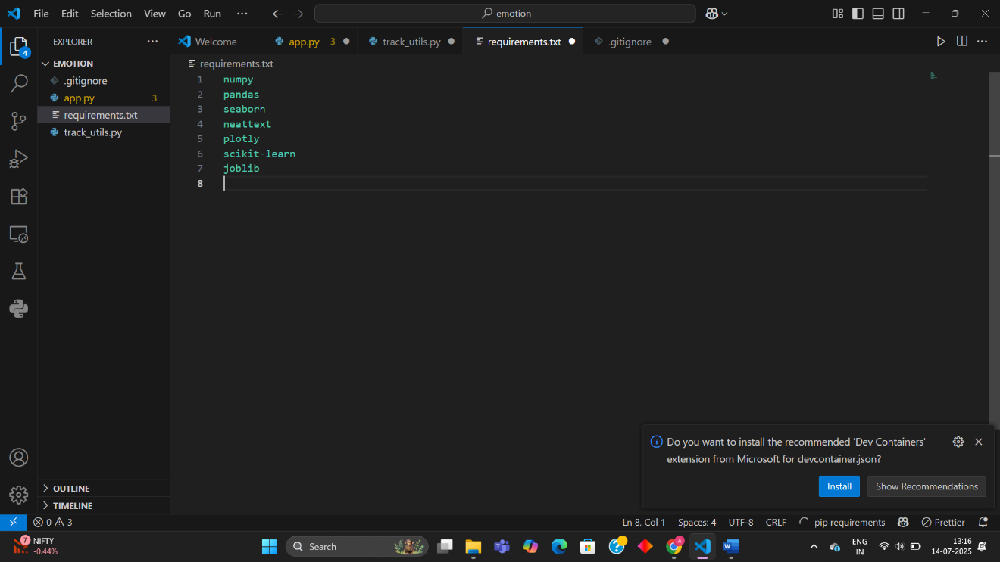 File Edit Selection View Go Run ···
emotion
EXPLORER ···
Welcome
app.py 3
track_utils.py
requirements.txt
.gitignore
4
EMOTION
.gitignore
app.py 3
requirements.txt
track_utils.py
requirements.txt
1 numpy
2 pandas
3 seaborn
4 neattext
5 plotly
6 scikit-learn
7 joblib
8
Do you want to install the recommended 'Dev Containers'
extension from Microsoft for devcontainer.json?
Install Show Recommendations
OUTLINE
TIMELINE
0 3 Ln 8, Col 1 Spaces: 4 UTF-8 CRLF pip requirements Prettier
7 NIFTY
-0.44%
Search
A
ENG
IN
13:16
14-07-2025